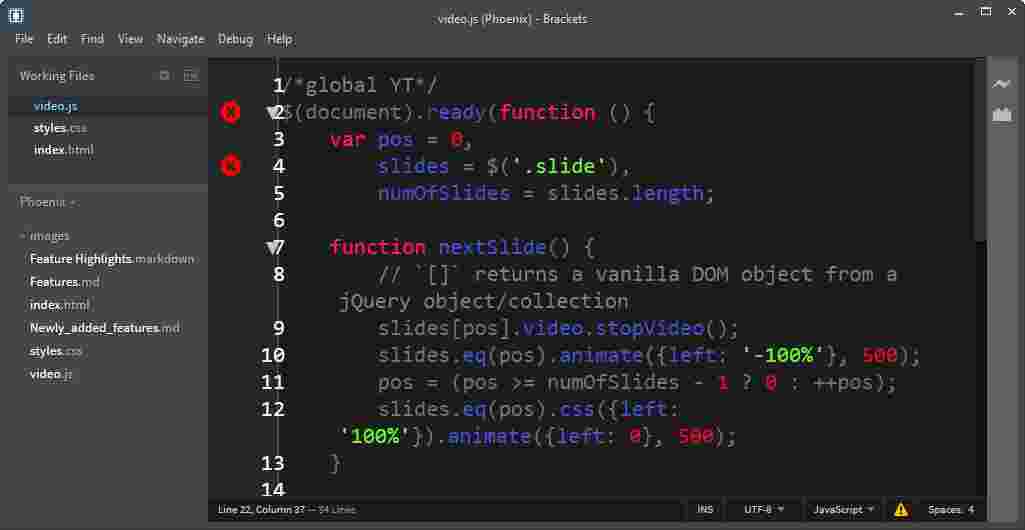 video.js (Phoenix) - Brackets
File Edit Find View Navigate Debug Help
Working Files
video.js
styles.css
index.html
Phoenix
images
Feature Highlights.markdown
Features.md
index.html
Newly_added_features.md
styles.css
video.js
1 /*global YT*/
2 $(document).ready(function () {
3 var pos = 0,
4 slides = $('.slide'),
5 numOfSlides = slides.length;
6
7 function nextSlide() {
8 // `[]` returns a vanilla DOM object from a
jQuery object/collection
9 slides[pos].video.stopVideo();
10 slides.eq(pos).animate({left: '-100%'}, 500);
11 pos = (pos >= numOfSlides - 1 ? 0 : ++pos);
12 slides.eq(pos).css({left:
'100%'}).animate({left: 0}, 500);
13 }
14
Line 22, Column 37 — 54 Lines INS UTF-8 JavaScript Spaces: 4